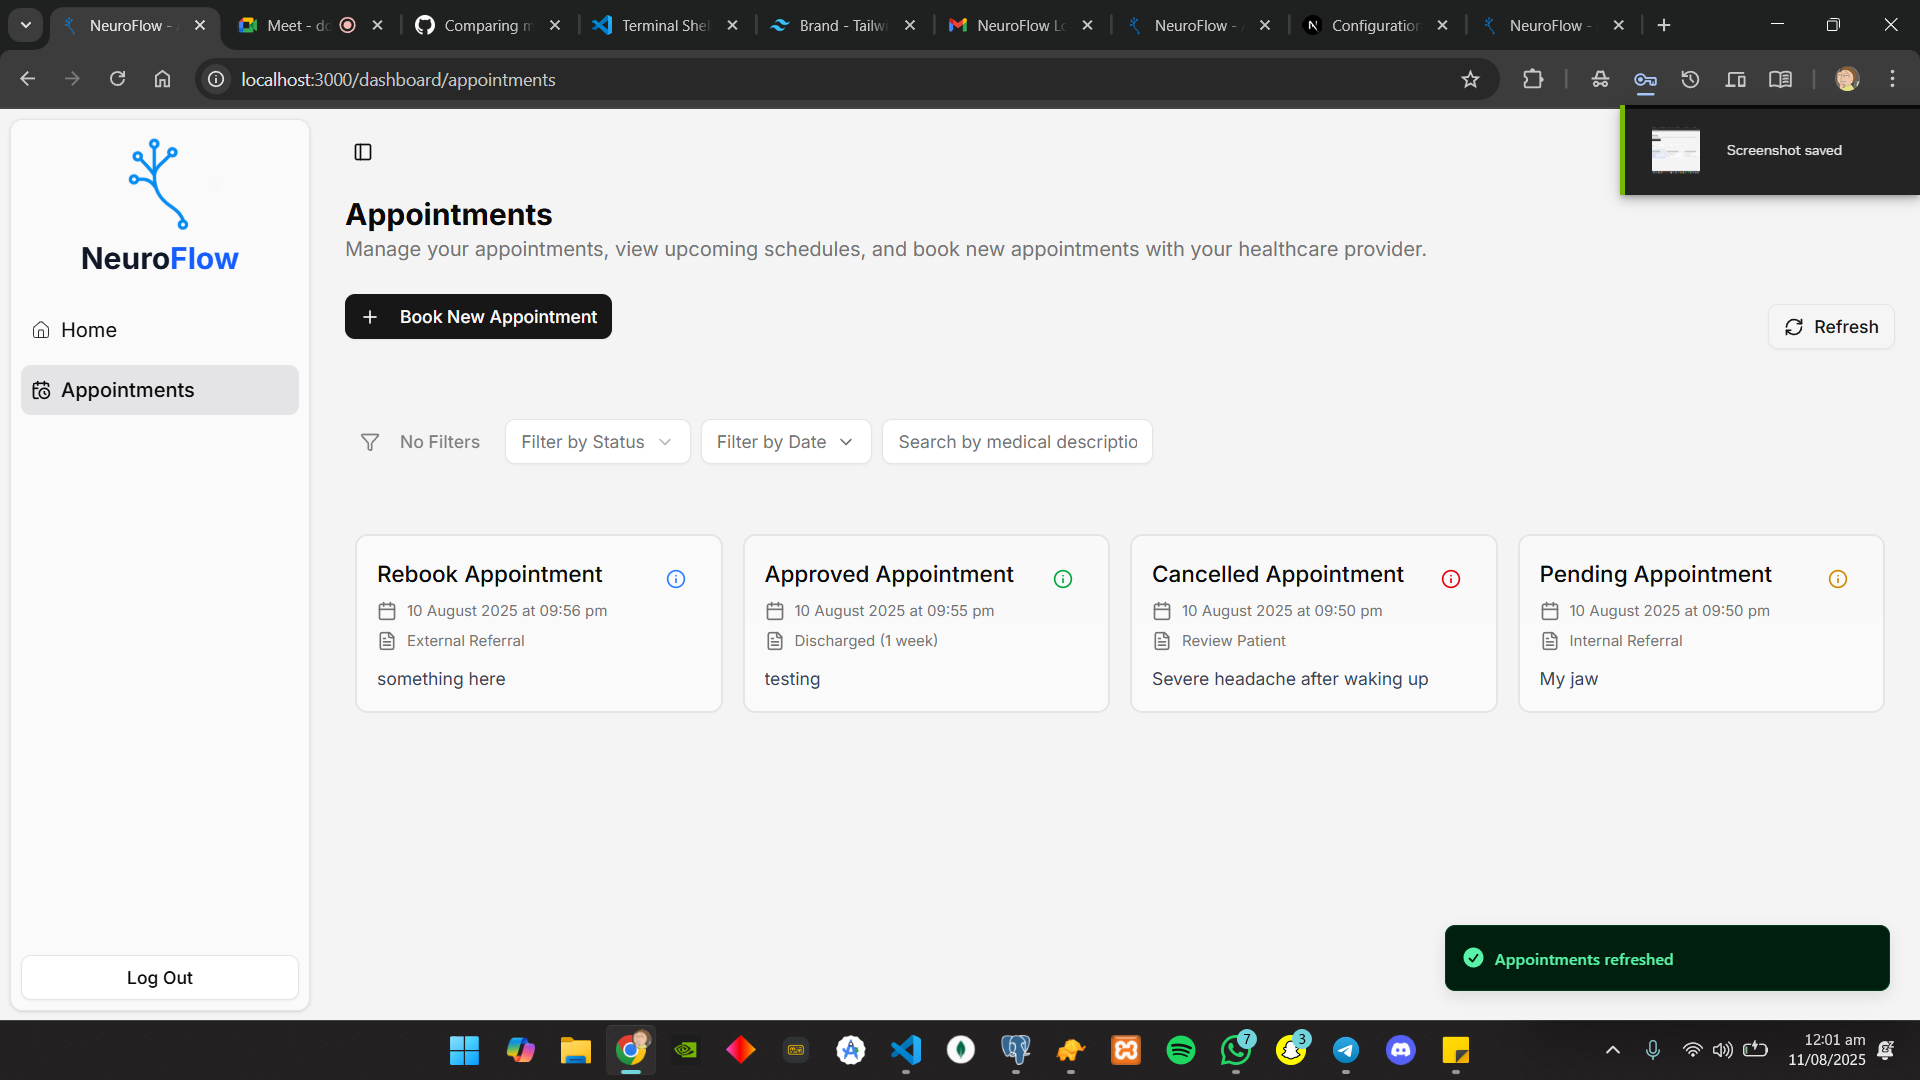 NeuroFlow -
Meet - do
Comparing m
Terminal Shel
Brand - Tailwi
NeuroFlow Lo
NeuroFlow - 
Configuration
NeuroFlow -
localhost:3000/dashboard/appointments
Screenshot saved
NeuroFlow
Home
Appointments
Log Out
Appointments
Manage your appointments, view upcoming schedules, and book new appointments with your healthcare provider.
Book New Appointment
Refresh
No Filters
Filter by Status
Filter by Date
Search by medical descriptio
Rebook Appointment
10 August 2025 at 09:56 pm
External Referral
something here
Approved Appointment
10 August 2025 at 09:55 pm
Discharged (1 week)
testing
Cancelled Appointment
10 August 2025 at 09:50 pm
Review Patient
Severe headache after waking up
Pending Appointment
10 August 2025 at 09:50 pm
Internal Referral
My jaw
Appointments refreshed
7
3
12:01 am
11/08/2025